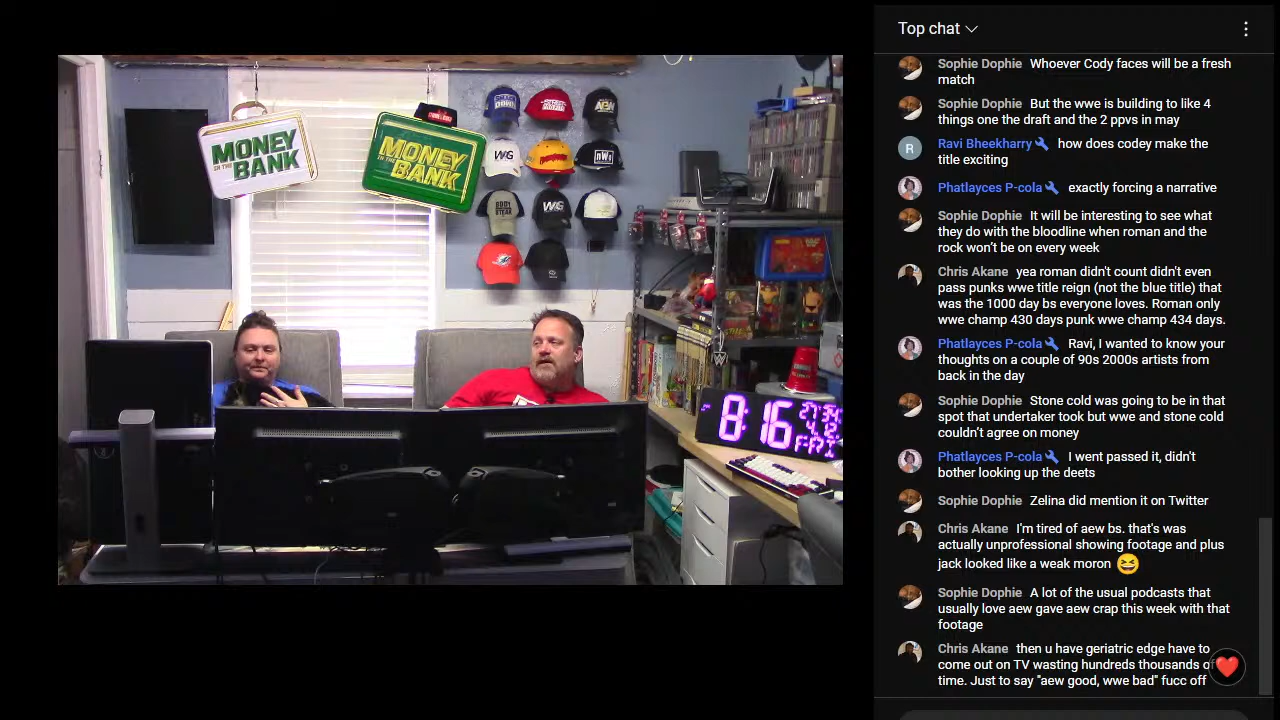 Top chat
Sophie Dophie Whoever Cody faces will be a fresh
match
Sophie Dophie But the wwe is building to like 4
things one the draft and the 2 ppvs in may
R
Ravi Bheekharry how does codey make the
title exciting
Phatlayces P-cola exactly forcing a narrative
Sophie Dophie It will be interesting to see what
they do with the bloodline when roman and the
rock won't be on every week
Chris Akane yea roman didn't count didn't even
pass punks wwe title reign (not the blue title) that
was the 1000 day bs everyone loves. Roman only
wwe champ 430 days punk wwe champ 434 days.
Phatlayces P-cola Ravi, I wanted to know your
thoughts on a couple of 90s 2000s artists from
back in the day
Sophie Dophie Stone cold was going to be in that
spot that undertaker took but wwe and stone cold
couldn't agree on money
Phatlayces P-cola I went passed it, didn't
bother looking up the deets
Sophie Dophie Zelina did mention it on Twitter
Chris Akane I'm tired of aew bs. that's was
actually unprofessional showing footage and plus
jack looked like a weak moron 😆
Sophie Dophie A lot of the usual podcasts that
usually love aew gave aew crap this week with that
footage
Chris Akane then u have geriatric edge have to
come out on TV wasting hundreds thousands o
time. Just to say "aew good, wwe bad" fucc off
MONEY
IN THE
BANK
MONEY
IN THE
BANK
DOWN
WG
nWo
WG
8:16
FRI